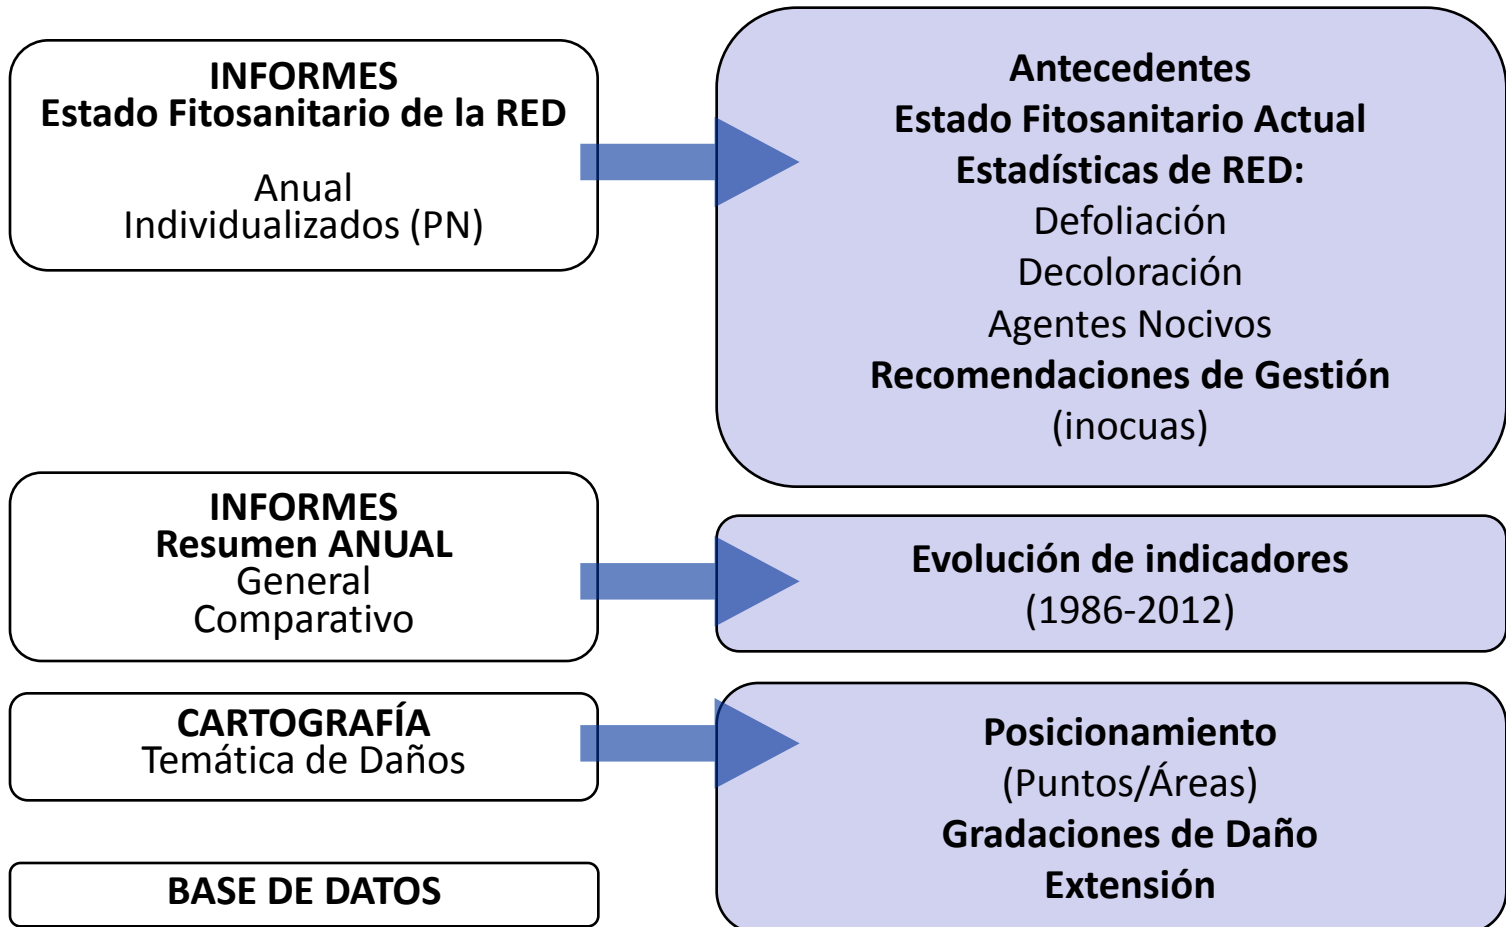 INFORMES
Estado Fitosanitario de la RED
Anual
Individualizados (PN)
Antecedentes
Estado Fitosanitario Actual
Estadísticas de RED:
Defoliación
Decoloración
Agentes Nocivos
Recomendaciones de Gestión
(inocuas)
INFORMES
Resumen ANUAL
General
Comparativo
Evolución de indicadores
(1986-2012)
CARTOGRAFÍA
Temática de Daños
Posicionamiento
(Puntos/Áreas)
Gradaciones de Daño
Extensión
BASE DE DATOS